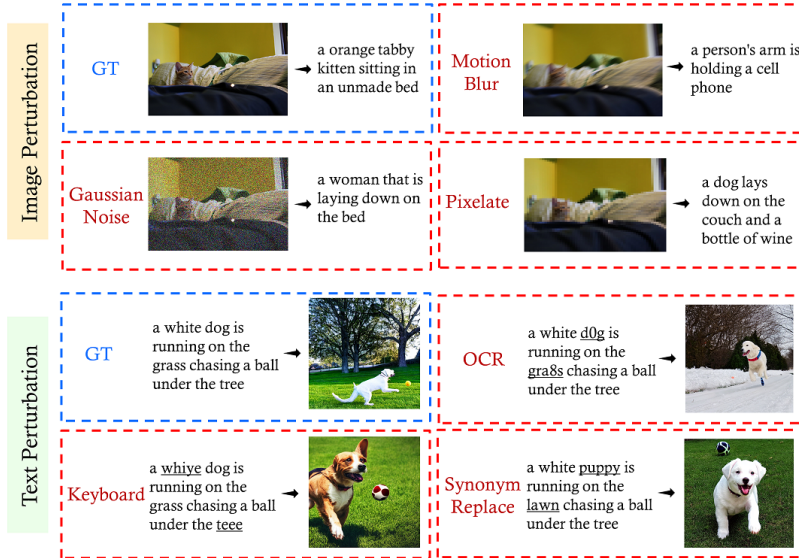 Image Perturbation
GT
a orange tabby
kitten sitting in
an unmade bed
Motion
Blur
a person's arm is
holding a cell
phone
Gaussian
Noise
a woman that is
laying down on
the bed
Pixelate
a dog lays
down on the
couch and a
bottle of wine
Text Perturbation
GT
a white dog is
running on the
grass chasing a ball
under the tree
OCR
a white d0g is
running on the
gra8s chasing a ball
under the tree
Keyboard
a whiye dog is
running on the
grass chasing a ball
under the teee
Synonym
Replace
a white puppy is
running on the
lawn chasing a ball
under the tree